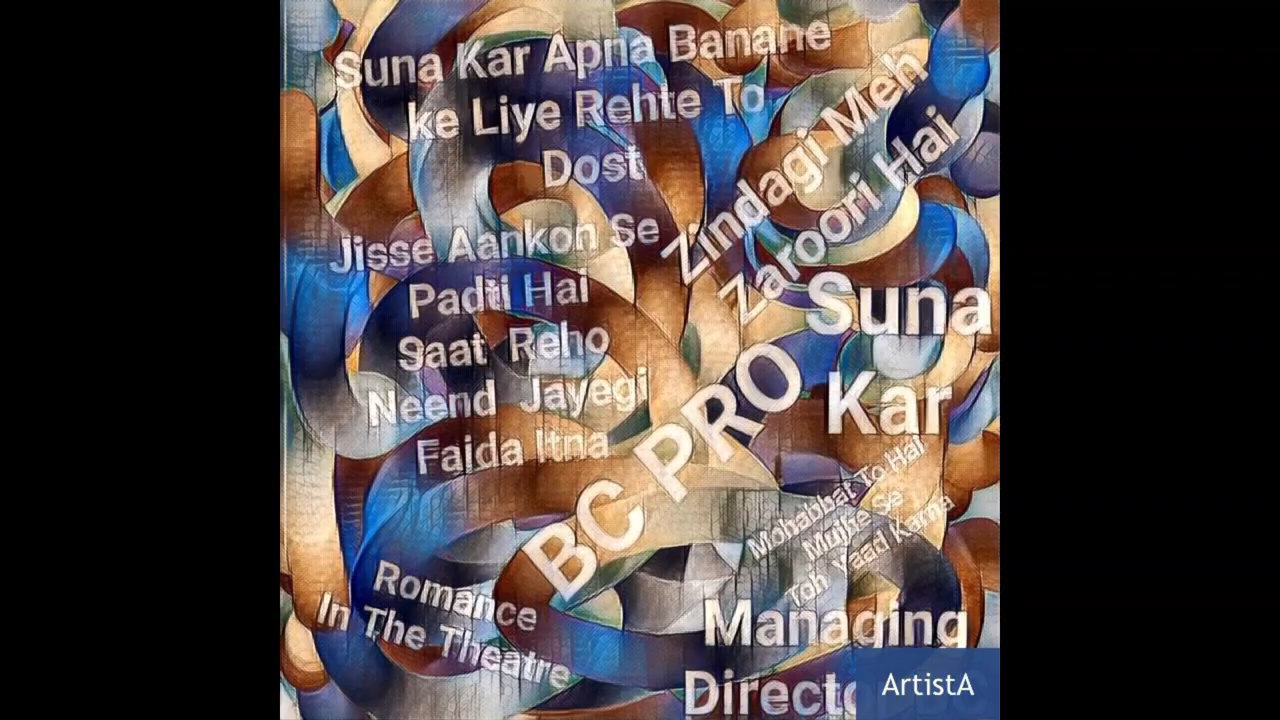 Suna Kar Apna Banane
ke Liye Rehte To
Dost
Zindagi Meh
Zaroori Hai
Jisse Aankon Se
Padti Hai
Saat Reho
Neend Jayegi
Faida Itna
Suna
Kar
BC PRO
Mohabbat To Hai
Mujhe Se
Toh Yaad Karna
Romance
In The Theatre
Managing
Director
ArtistA